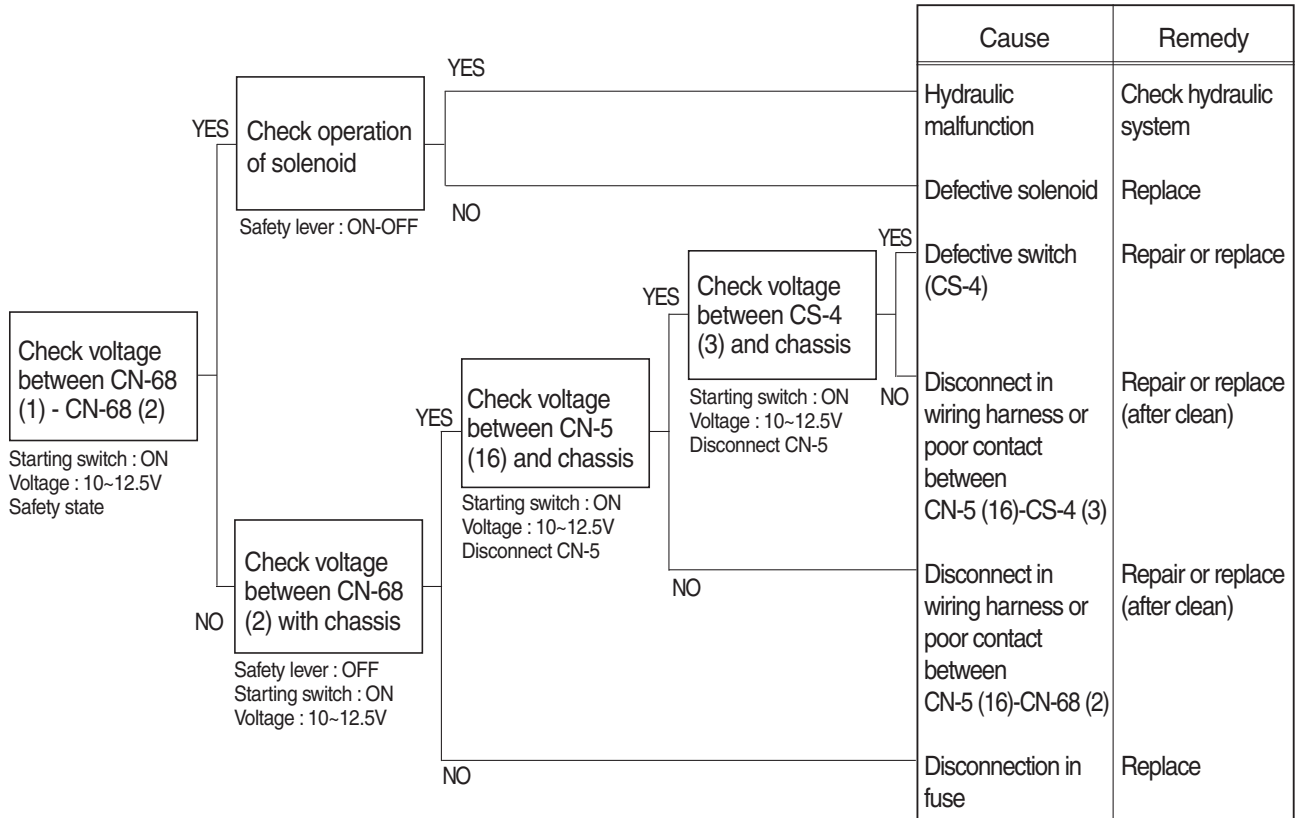 Cause
Remedy
YES
Hydraulic
malfunction
Check hydraulic
system
YES
Check operation
of solenoid
Defective solenoid
Replace
NO
Safety lever : ON-OFF
YES
Defective switch
(CS-4)
Repair or replace
YES
Check voltage
between CS-4
(3) and chassis
Check voltage
between CN-68
(1) - CN-68 (2)
Starting switch : ON
Voltage : 10~12.5V
Disconnect CN-5
NO
Disconnect in
wiring harness or
poor contact
between
CN-5 (16)-CS-4 (3)
Repair or replace
(after clean)
YES
Check voltage
between CN-5
(16) and chassis
Starting switch : ON
Voltage : 10~12.5V
Safety state
Starting switch : ON
Voltage : 10~12.5V
Disconnect CN-5
NO
Check voltage
between CN-68
(2) with chassis
NO
Disconnect in
wiring harness or
poor contact
between
CN-5 (16)-CN-68 (2)
Repair or replace
(after clean)
Safety lever : OFF
Starting switch : ON
Voltage : 10~12.5V
NO
Disconnection in
fuse
Replace